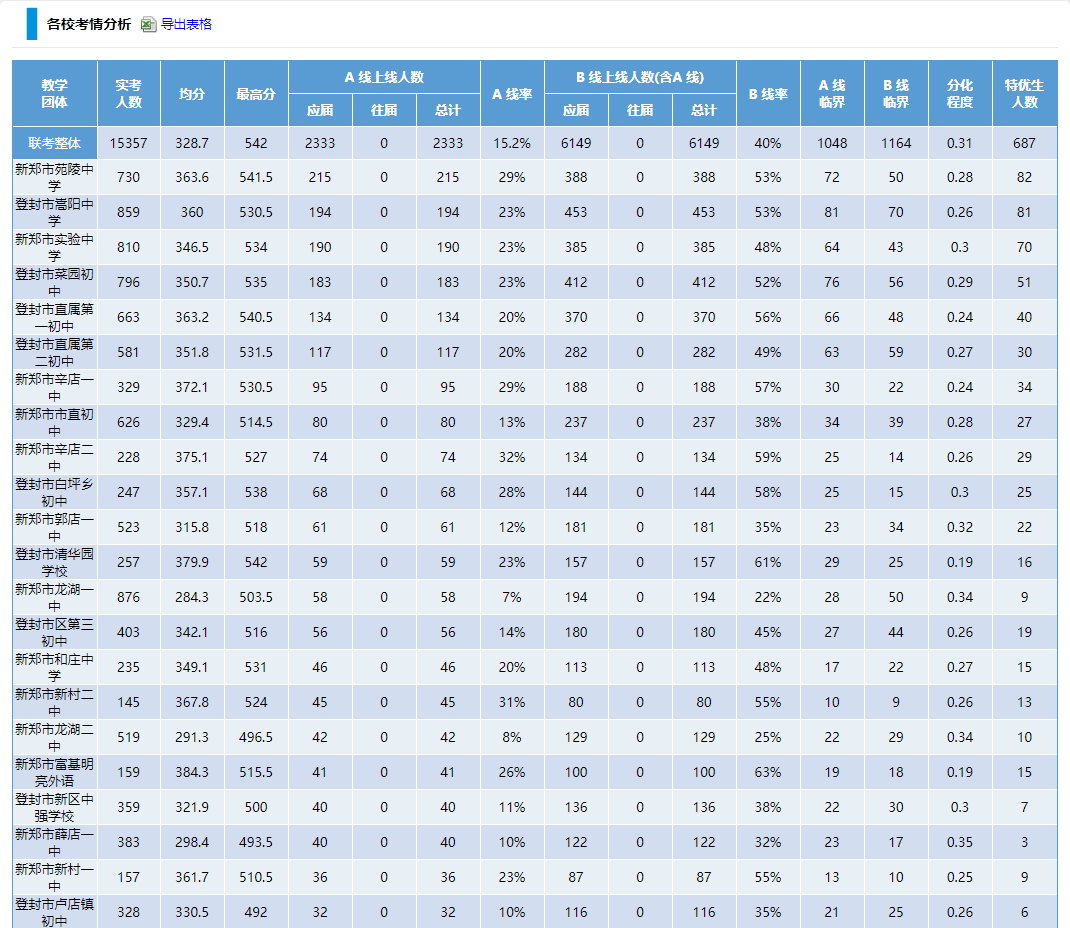 各校考情分析 导出表格
教学团体 实考人数 均分 最高分 A 线上线人数 A 线率 B 线上线人数(含A 线) B 线率 A 线临界 B 线临界 分化程度 特优生人数
应届 往届 总计 应届 往届 总计
联考整体 15357 328.7 542 2333 0 2333 15.2% 6149 0 6149 40% 1048 1164 0.31 687
新郑市苑陵中学 730 363.6 541.5 215 0 215 29% 388 0 388 53% 72 50 0.28 82
登封市嵩阳中学 859 360 530.5 194 0 194 23% 453 0 453 53% 81 70 0.26 81
新郑市实验中学 810 346.5 534 190 0 190 23% 385 0 385 48% 64 43 0.3 70
登封市菜园初中 796 350.7 535 183 0 183 23% 412 0 412 52% 76 56 0.29 51
登封市直属第一初中 663 363.2 540.5 134 0 134 20% 370 0 370 56% 66 48 0.24 40
登封市直属第二初中 581 351.8 531.5 117 0 117 20% 282 0 282 49% 63 59 0.27 30
新郑市辛店一中 329 372.1 530.5 95 0 95 29% 188 0 188 57% 30 22 0.24 34
新郑市市直初中 626 329.4 514.5 80 0 80 13% 237 0 237 38% 34 39 0.28 27
新郑市辛店二中 228 375.1 527 74 0 74 32% 134 0 134 59% 25 14 0.26 29
登封市白坪乡初中 247 357.1 538 68 0 68 28% 144 0 144 58% 25 15 0.3 25
新郑市郭店一中 523 315.8 518 61 0 61 12% 181 0 181 35% 23 34 0.32 22
登封市清华园学校 257 379.9 542 59 0 59 23% 157 0 157 61% 29 25 0.19 16
新郑市龙湖一中 876 284.3 503.5 58 0 58 7% 194 0 194 22% 28 50 0.34 9
登封市区第三初中 403 342.1 516 56 0 56 14% 180 0 180 45% 27 44 0.26 19
新郑市和庄中学 235 349.1 531 46 0 46 20% 113 0 113 48% 17 22 0.27 15
新郑市新村二中 145 367.8 524 45 0 45 31% 80 0 80 55% 10 9 0.26 13
新郑市龙湖二中 519 291.3 496.5 42 0 42 8% 129 0 129 25% 22 29 0.34 10
新郑市富基明亮外语 159 384.3 515.5 41 0 41 26% 100 0 100 63% 19 18 0.19 15
登封市新区中强学校 359 321.9 500 40 0 40 11% 136 0 136 38% 22 30 0.3 7
新郑市薛店一中 383 298.4 493.5 40 0 40 10% 122 0 122 32% 23 17 0.35 3
新郑市新村一中 157 361.7 510.5 36 0 36 23% 87 0 87 55% 13 10 0.25 9
登封市卢店镇初中 328 330.5 492 32 0 32 10% 116 0 116 35% 21 25 0.26 6